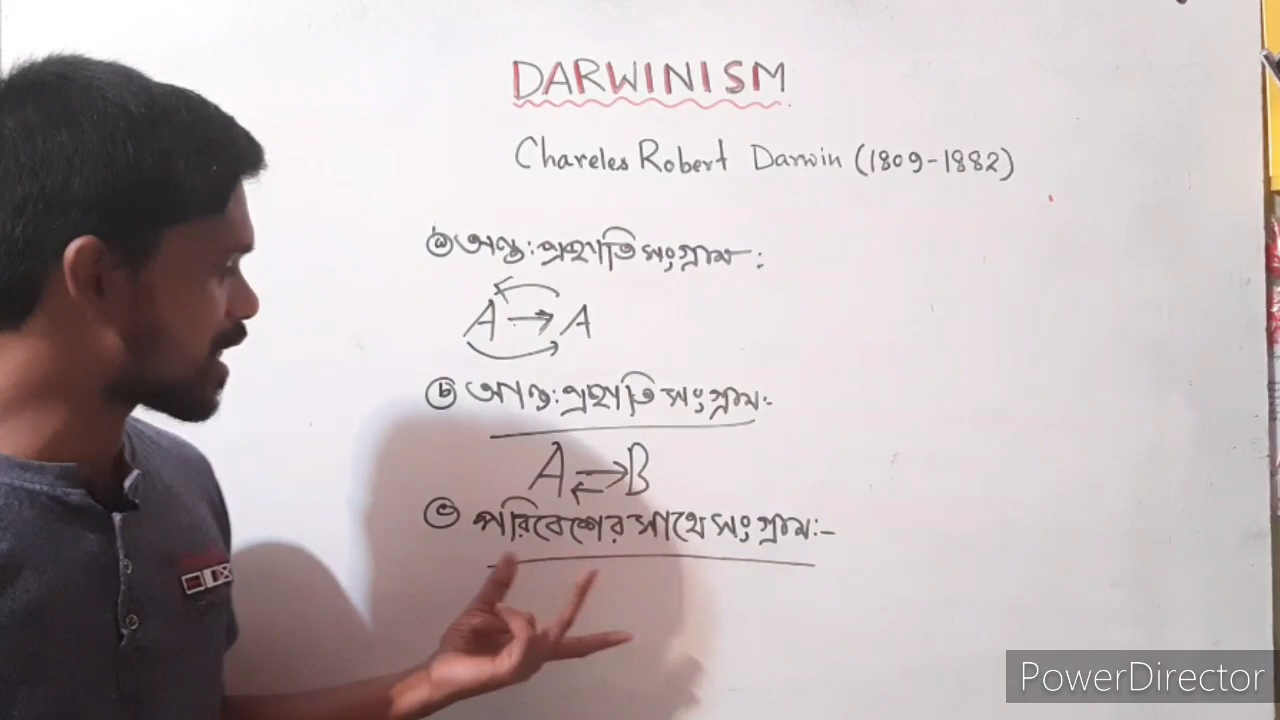 DARWINISM
Chareles Robert Darwin (1809-1882)
ⓐ অন্তঃপ্রজাতি সংগ্রাম :
A → A
ⓑ আন্তঃপ্রজাতি সংগ্রামঃ-
A ⇄ B
ⓒ পরিবেশের সাথে সংগ্রামঃ-
PowerDirector